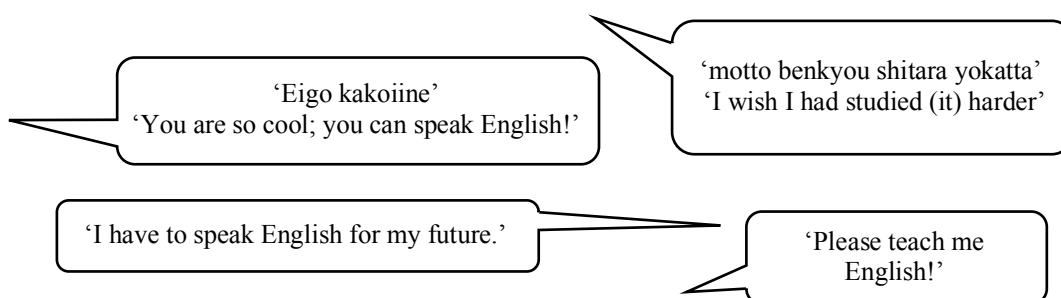 ‘motto benkyou shitara yokatta’
‘I wish I had studied (it) harder’
‘Eigo kakoiine’
‘You are so cool; you can speak English!’
‘I have to speak English for my future.’
‘Please teach me
English!’